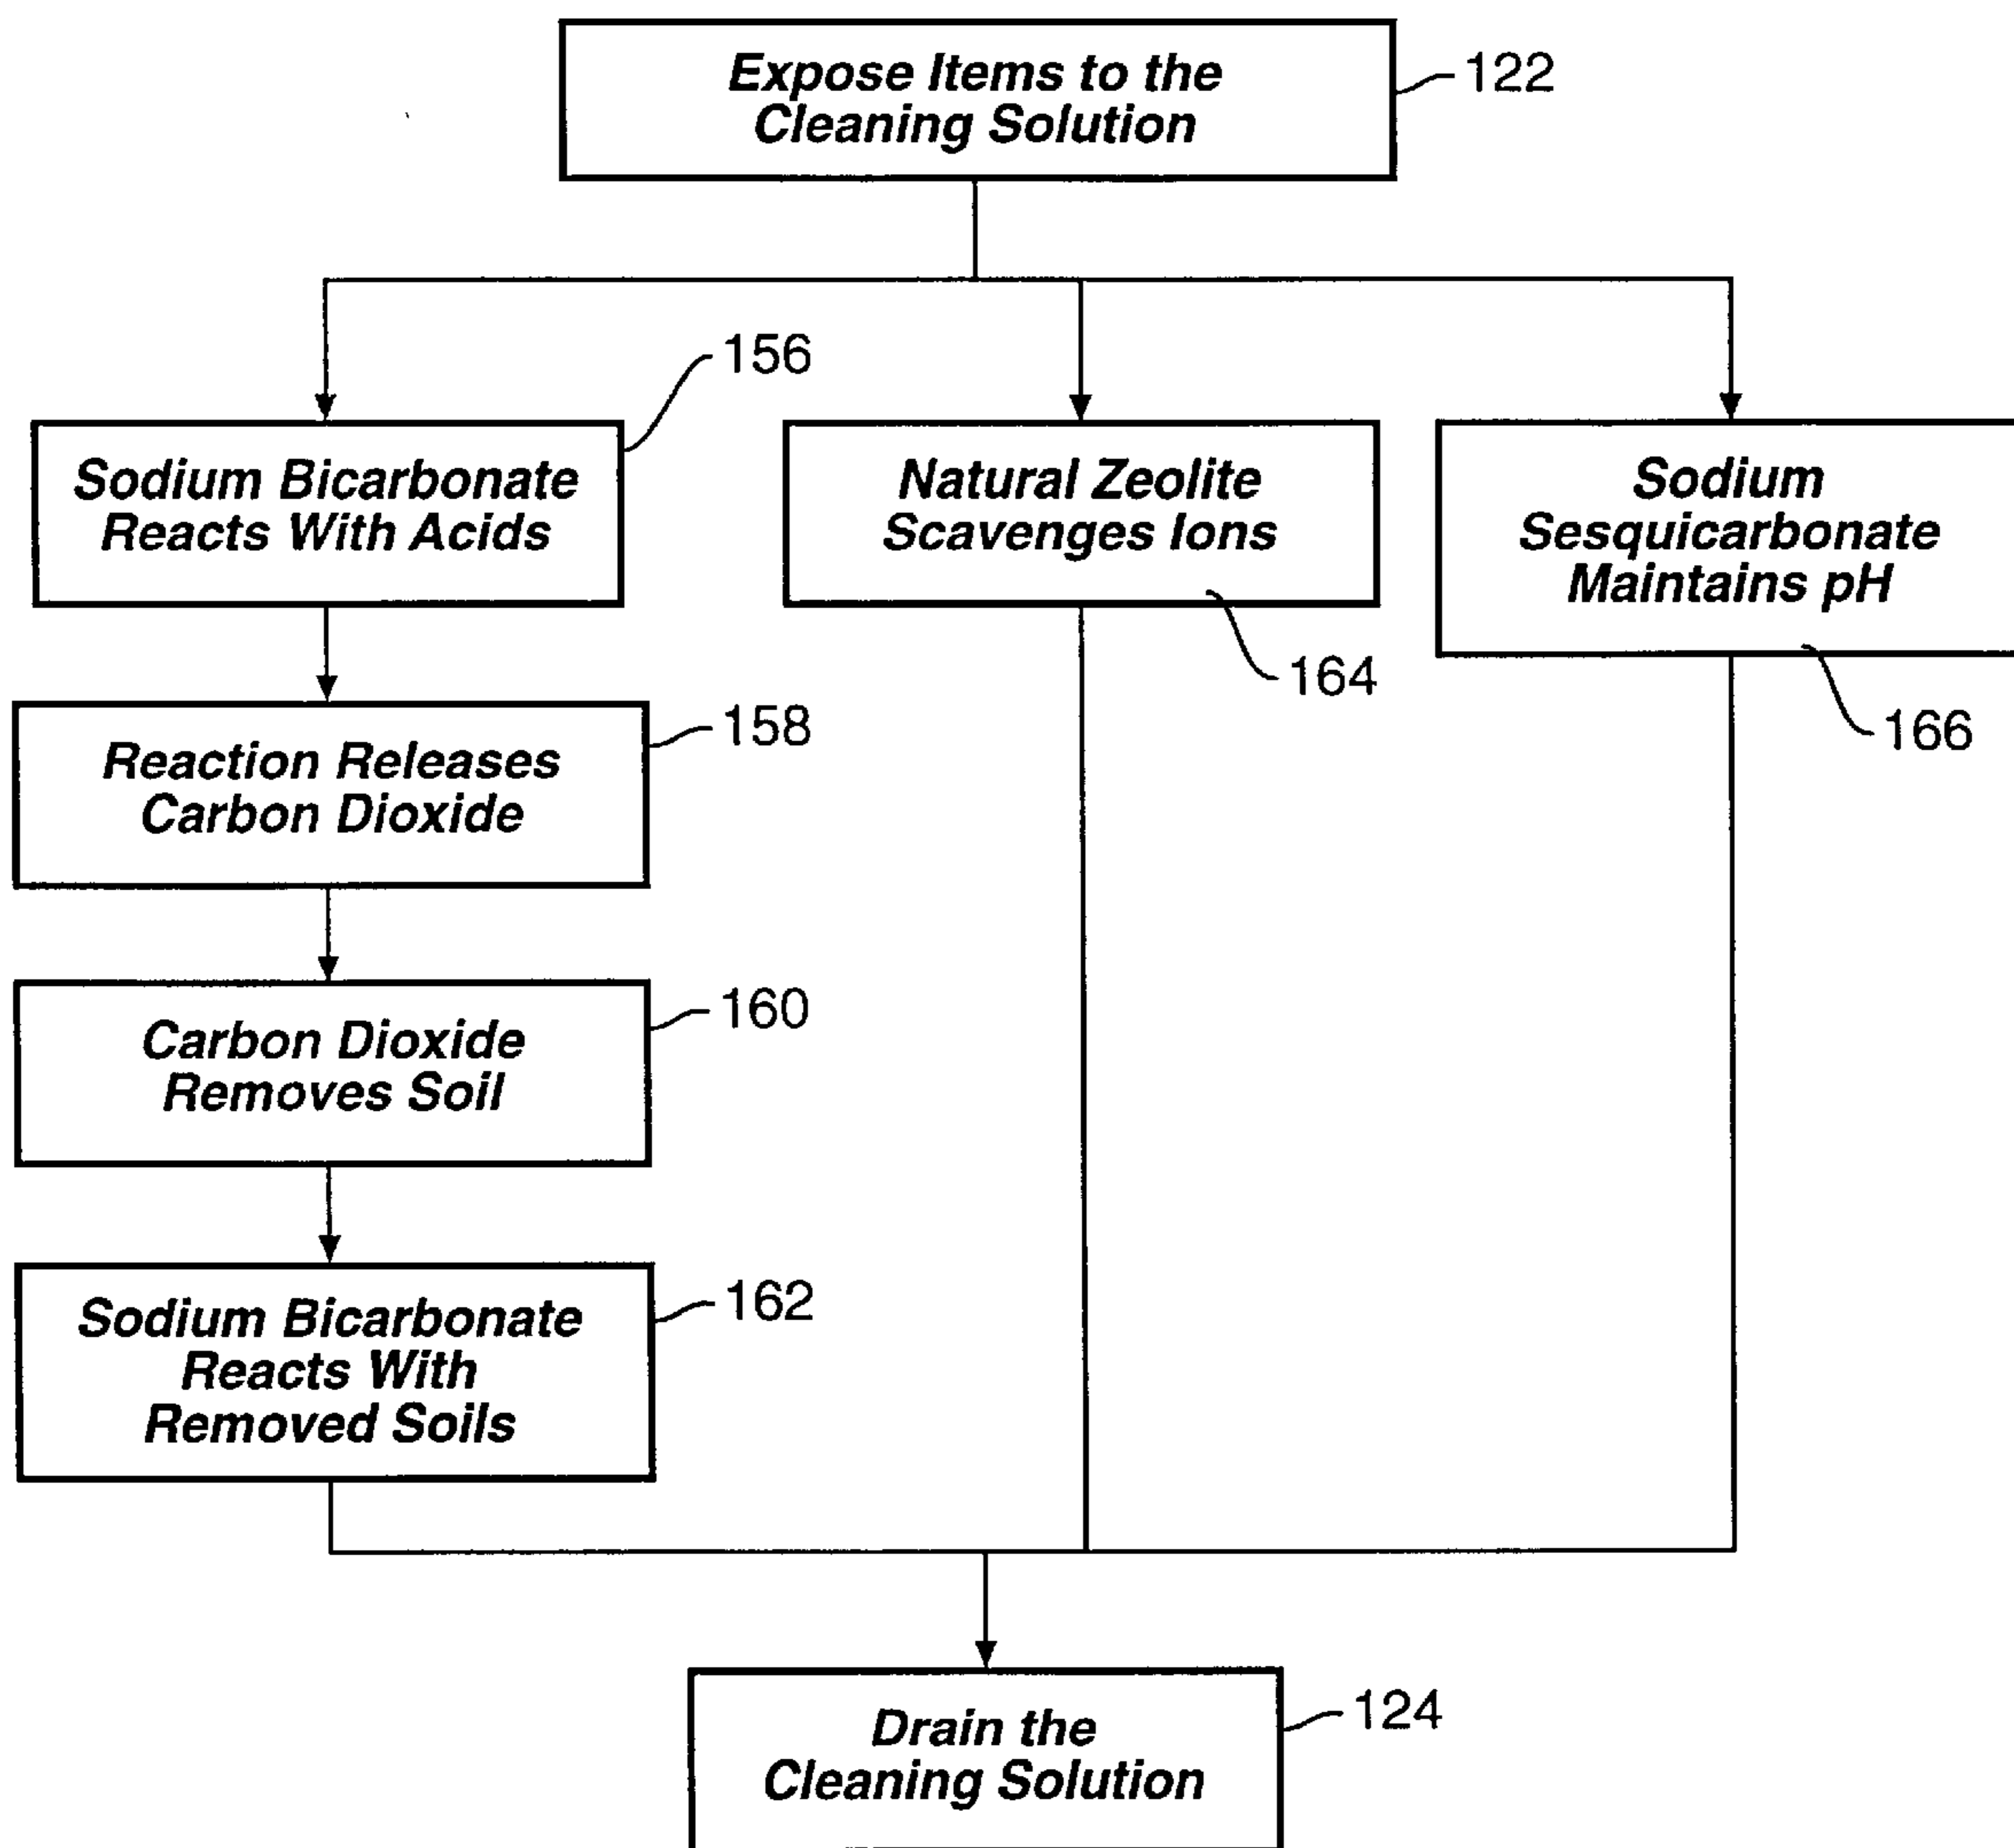 Expose Items to the
Cleaning Solution
122
156
Sodium Bicarbonate
Reacts With Acids
Natural Zeolite
Scavenges Ions
164
Sodium
Sesquicarbonate
Maintains pH
166
158
Reaction Releases
Carbon Dioxide
160
Carbon Dioxide
Removes Soil
162
Sodium Bicarbonate
Reacts With
Removed Soils
124
Drain the
Cleaning Solution